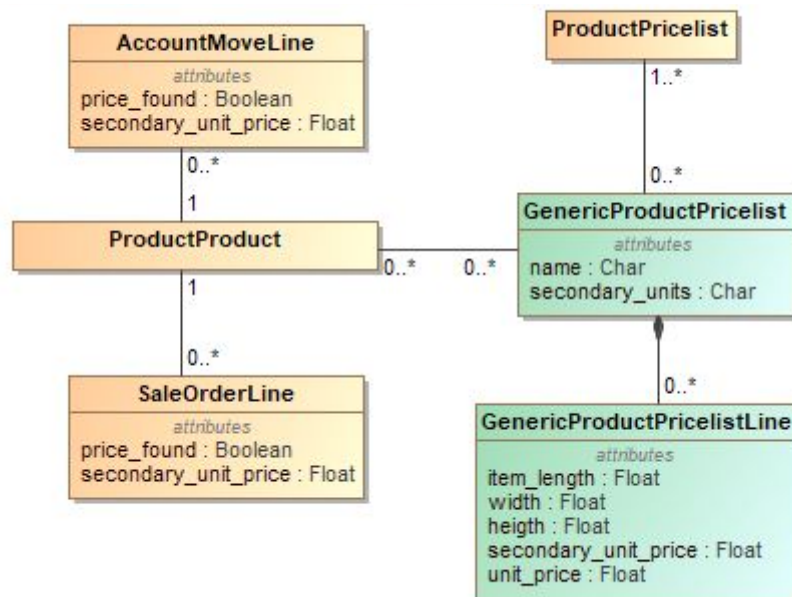 AccountMoveLine
attributes
price_found : Boolean
secondary_unit_price : Float
0..*
1
ProductProduct
1
0..*
SaleOrderLine
attributes
price_found : Boolean
secondary_unit_price : Float
ProductPricelist
1..*
0..*
GenericProductPricelist
attributes
name : Char
secondary_units : Char
0..*
0..*
0..*
GenericProductPricelistLine
attributes
item_length : Float
width : Float
heigth : Float
secondary_unit_price : Float
unit_price : Float